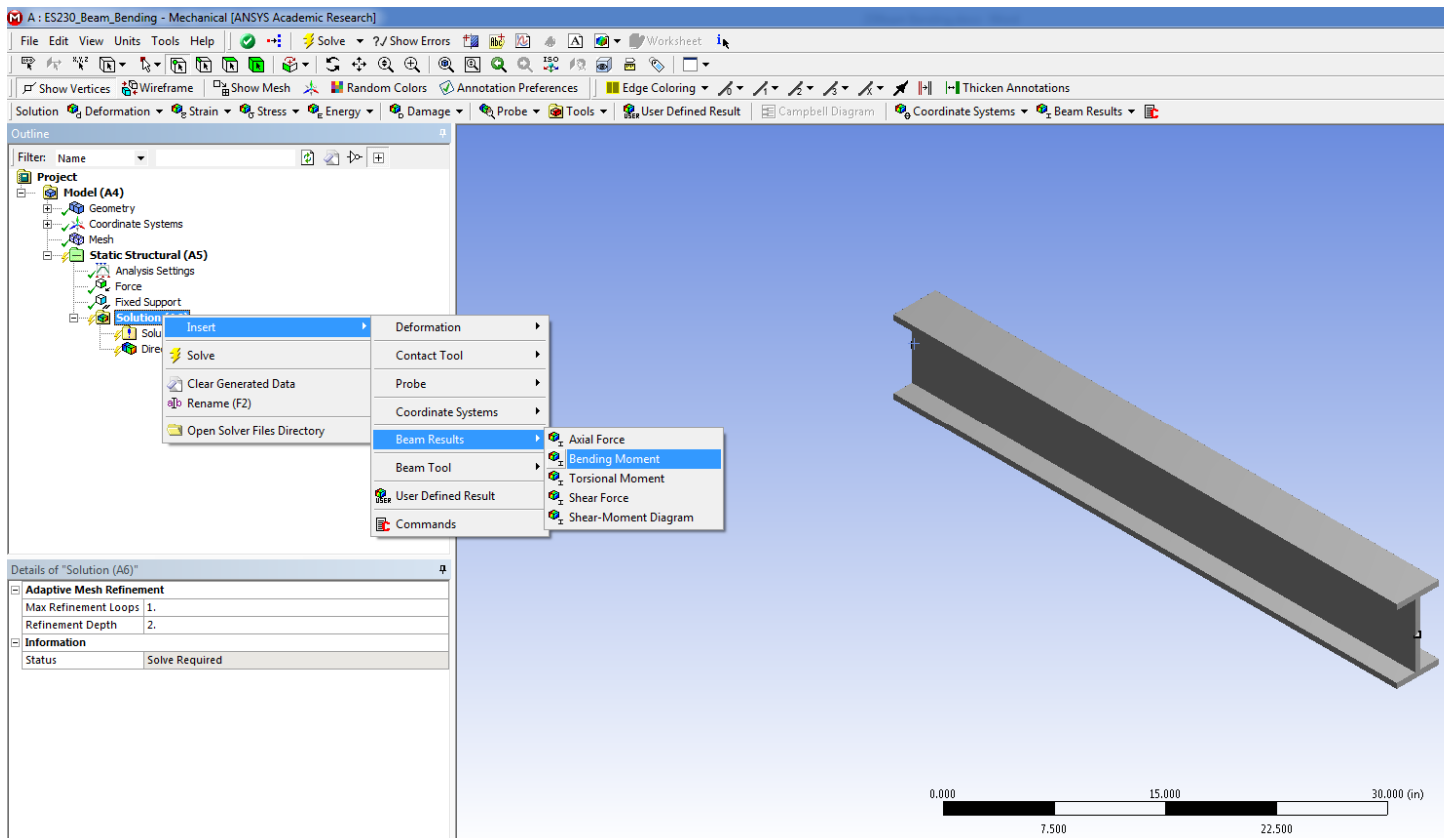 A : ES230_Beam_Bending - Mechanical [ANSYS Academic Research]
File Edit View Units Tools Help Solve ?✓ Show Errors Worksheet
Show Vertices Wireframe Show Mesh Random Colors Annotation Preferences Edge Coloring Thicken Annotations
Solution Deformation Strain Stress Energy Damage Probe Tools User Defined Result Campbell Diagram Coordinate Systems Beam Results
Outline
Filter: Name
Project
Model (A4)
Geometry
Coordinate Systems
Mesh
Static Structural (A5)
Analysis Settings
Force
Fixed Support
Solution
Solu
Dire
Insert
Solve
Clear Generated Data
Rename (F2)
Open Solver Files Directory
Deformation
Contact Tool
Probe
Coordinate Systems
Beam Results
Beam Tool
User Defined Result
Commands
Axial Force
Bending Moment
Torsional Moment
Shear Force
Shear-Moment Diagram
Details of "Solution (A6)"
Adaptive Mesh Refinement
Max Refinement Loops 1.
Refinement Depth 2.
Information
Status Solve Required
0.000 15.000 30.000 (in)
7.500 22.500